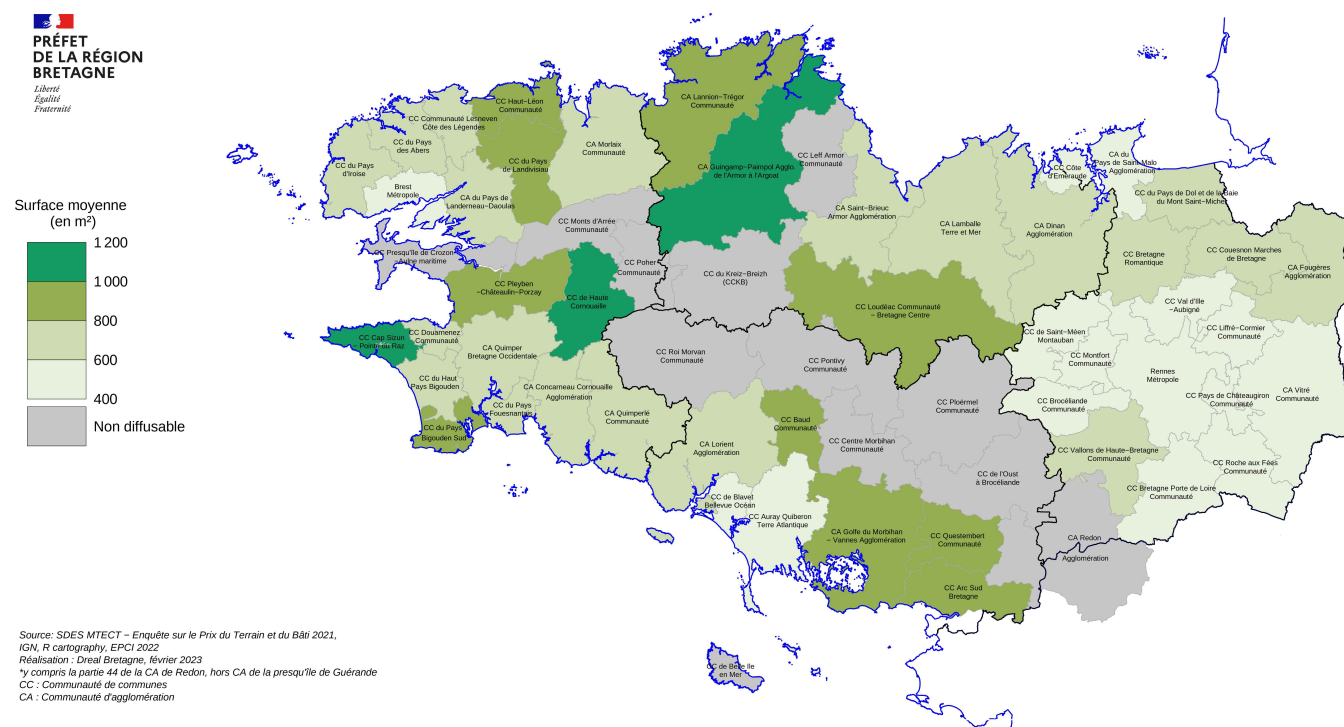 PRÉFET
DE LA RÉGION
BRETAGNE
Liberté
Égalité
Fraternité
Surface moyenne
(en m²)
1 200
1 000
800
600
400
Non diffusable
CC Haut−Léon
Communauté
CC Communauté Lesneven
Côte des Légendes
CC du Pays
des Abers
CC du Pays
d'Iroise
Brest
Métropole
CC du Pays
de Landivisiau
CA du Pays de
Landerneau−Daoulas
CA Morlaix
Communauté
CA Lannion−Trégor
Communauté
CA Guingamp−Paimpol Agglo.
de l'Armor à l'Argoat
CC Leff Armor
Communauté
CA Saint−Brieuc
Armor Agglomération
CA Lamballe
Terre et Mer
CA Dinan
Agglomération
CC Côte
d'Emeraude
CA du
Pays de Saint−Malo
Agglomération
CC du Pays de Dol et de la Baie
du Mont Saint−Michel
CC Bretagne
Romantique
CC Couesnon Marches
de Bretagne
CA Fougères
Agglomération
CC Monts d'Arrée
Communauté
CC Presqu'île de Crozon
−Aulne maritime
CC Poher
Communauté
CC du Kreiz−Breizh
(CCKB)
CC Pleyben
−Châteaulin−Porzay
CC de Haute
Cornouaille
CC Loudéac Communauté
− Bretagne Centre
CC Val d'Ille
−Aubigné
CC de Saint−Méen
Montauban
CC Liffré−Cormier
Communauté
CC Montfort
Communauté
Rennes
Métropole
CA Vitré
Communauté
CC Pays de Châteaugiron
Communauté
CC Brocéliande
Communauté
CC Cap Sizun
− Pointe du Raz
CC Douarnenez
Communauté
CA Quimper
Bretagne Occidentale
CC du Haut
Pays Bigouden
CC du Pays
Fouesnantais
CC du Pays
Bigouden Sud
CA Concarneau Cornouaille
Agglomération
CA Quimperlé
Communauté
CC Roi Morvan
Communauté
CC Pontivy
Communauté
CC Ploërmel
Communauté
CC Baud
Communauté
CC Centre Morbihan
Communauté
CA Lorient
Agglomération
CC de l'Oust
à Brocéliande
CC Vallons de Haute−Bretagne
Communauté
CC Roche aux Fées
Communauté
CC Bretagne Porte de Loire
Communauté
CC de Blavet
Bellevue Océan
CC Auray Quiberon
Terre Atlantique
CA Golfe du Morbihan
− Vannes Agglomération
CC Questembert
Communauté
CA Redon
Agglomération
CC Arc Sud
Bretagne
CC de Belle Ile
en Mer
Source: SDES MTECT − Enquête sur le Prix du Terrain et du Bâti 2021,
IGN, R cartography, EPCI 2022
Réalisation : Dreal Bretagne, février 2023
*y compris la partie 44 de la CA de Redon, hors CA de la presqu'île de Guérande
CC : Communauté de communes
CA : Communauté d'agglomération